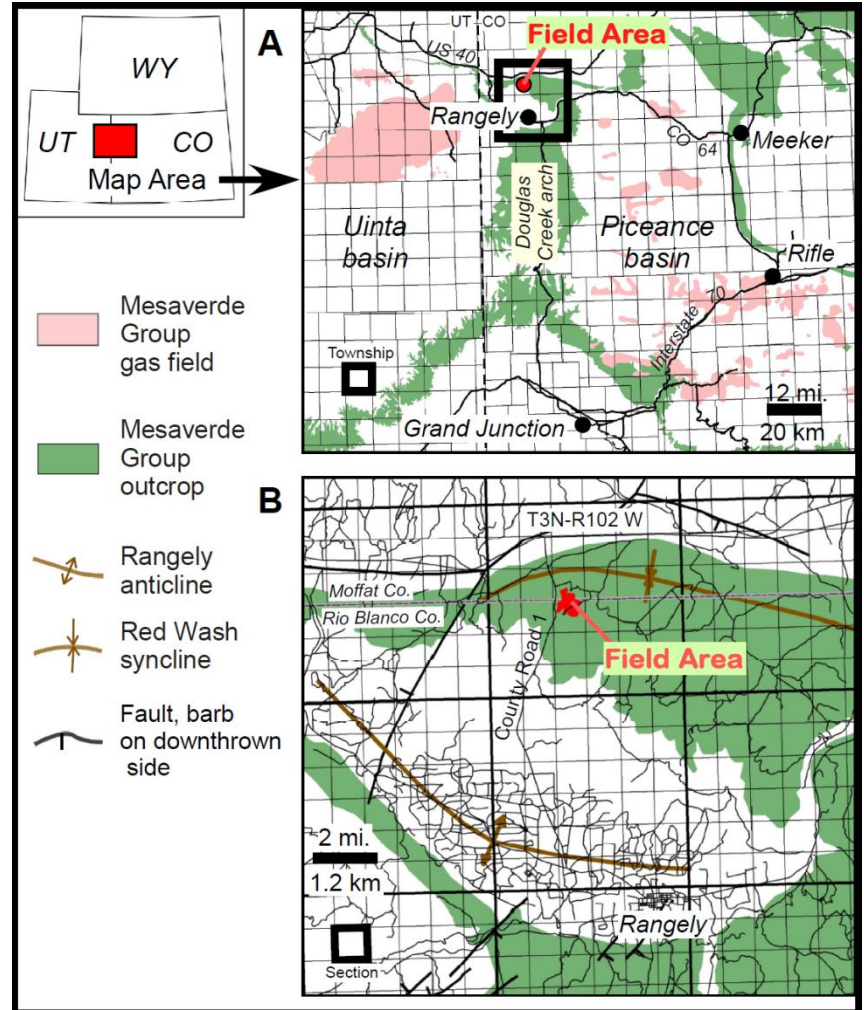 WY
UT
CO
Map Area
Mesaverde
Group
gas field
Mesaverde
Group
outcrop
Rangely
anticline
Red Wash
syncline
Fault, barb
on downthrown
side
A
UT CO
US 40
Field Area
Rangely
CO
64
Meeker
Douglas
Creek arch
Uinta
basin
Piceance
basin
Rifle
Interstate 70
Township
12 mi.
20 km
Grand Junction
B
T3N-R102 W
Moffat Co.
Rio Blanco Co.
County Road 1
Field Area
2 mi.
1.2 km
Rangely
Section